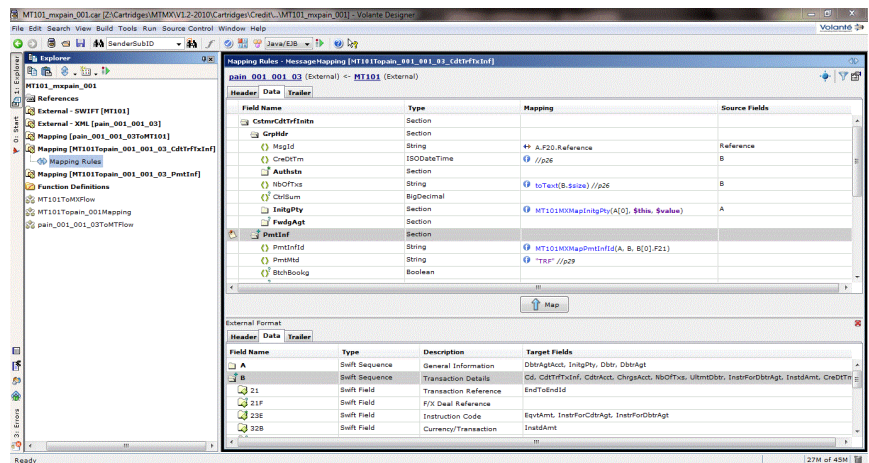 MT101_mxpain_001.car [Z:\Cartridges\MTMX\V1.2-2010\Cartridges\Credit\...\MT101_mxpain_001] - Volante Designer
File Edit Search View Build Tools Run Source Control Window Help
Volanté
SenderSubID Java/EJB
Explorer
MT101_mxpain_001
References
External - SWIFT [MT101]
External - XML [pain_001_001_03]
Mapping [pain_001_001_03ToMT101]
Mapping [MT101Topain_001_001_03_CdtTrfTxInf]
Mapping Rules
Mapping [MT101Topain_001_001_03_PmtInf]
Function Definitions
MT101ToMXFlow
MT101Topain_001Mapping
pain_001_001_03ToMTFlow
1: Explorer
0: Start
3: Errors
Mapping Rules - MessageMapping [MT101Topain_001_001_03_CdtTrfTxInf]
pain_001_001_03 (External) <- MT101 (External)
Header Data Trailer
Field Name Type Mapping Source Fields
CstmrCdtTrfInitn Section
GrpHdr Section
MsgId String A.F20.Reference Reference
CreDtTm ISODateTime //p26 B
Authstn Section
NbOfTxs String toText(B.$size) //p26 B
CtrlSum BigDecimal
InitgPty Section MT101MXMapInitgPty(A[0], $this, $value) A
FwdgAgt Section
PmtInf Section
PmtInfId String MT101MXMapPmtInfId(A, B, B[0].F21)
PmtMtd String "TRF" //p29
BtchBookg Boolean
Map
External Format
Header Data Trailer
Field Name Type Description Target Fields
A Swift Sequence General Information DbtrAgtAcct, InitgPty, Dbtr, DbtrAgt
B Swift Sequence Transaction Details Cd, CdtTrfTxInf, CdtrAcct, ChrgsAcct, NbOfTxs, UltmtDbtr, InstrForDbtrAgt, InstdAmt, CreDtTm
21 Swift Field Transaction Reference EndToEndId
21F Swift Field F/X Deal Reference
23E Swift Field Instruction Code EqvtAmt, InstrForCdtrAgt, InstrForDbtrAgt
32B Swift Field Currency/Transaction InstdAmt
Ready
27M of 45M